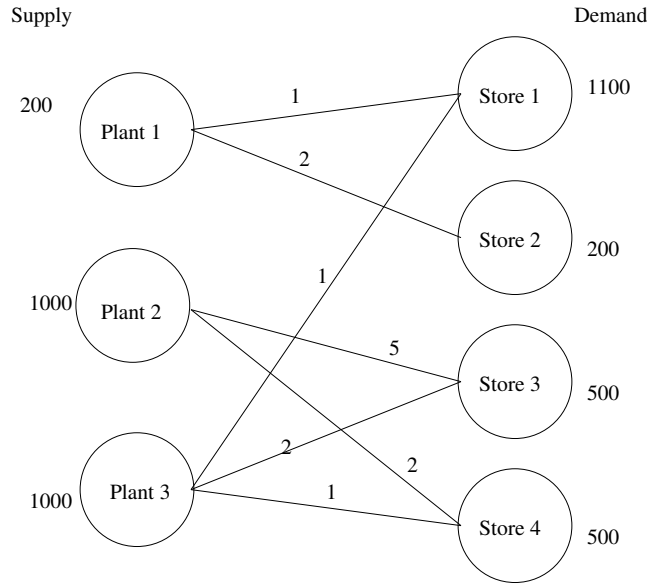 Supply
Demand
200
Plant 1
1
Store 1
1100
2
Store 2
200
1
1000
Plant 2
5
Store 3
500
2
2
1000
Plant 3
1
Store 4
500